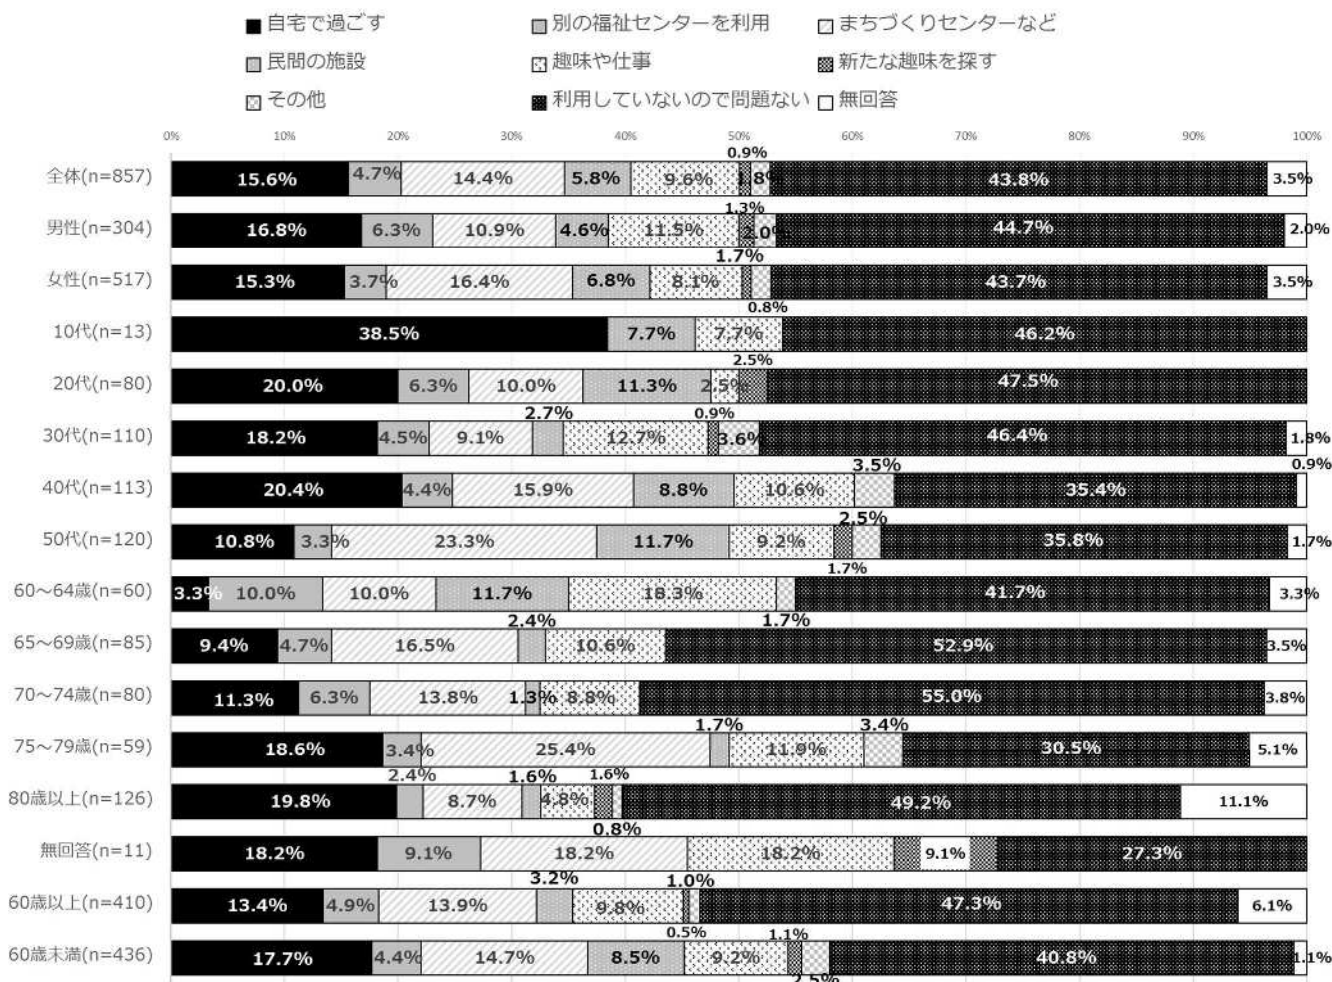 自宅で過ごす 別の福祉センターを利用 まちづくりセンターなど
民間の施設 趣味や仕事 新たな趣味を探す
その他 利用していないので問題ない 無回答
0% 10% 20% 30% 40% 50% 60% 70% 80% 90% 100%
0.9%
全体(n=857) 15.6% 4.7% 14.4% 5.8% 9.6% 1.8% 43.8% 3.5%
1.3%
男性(n=304) 16.8% 6.3% 10.9% 4.6% 11.5% 2.0% 44.7% 2.0%
1.7%
女性(n=517) 15.3% 3.7% 16.4% 6.8% 8.1% 43.7% 3.5%
0.8%
10代(n=13) 38.5% 7.7% 7.7% 46.2%
2.5%
20代(n=80) 20.0% 6.3% 10.0% 11.3% 2.5% 47.5%
2.7% 0.9%
30代(n=110) 18.2% 4.5% 9.1% 12.7% 3.6% 46.4% 1.8%
3.5% 0.9%
40代(n=113) 20.4% 4.4% 15.9% 8.8% 10.6% 35.4%
2.5%
50代(n=120) 10.8% 3.3% 23.3% 11.7% 9.2% 35.8% 1.7%
1.7%
60～64歳(n=60) 3.3% 10.0% 10.0% 11.7% 18.3% 41.7% 3.3%
2.4% 1.7%
65～69歳(n=85) 9.4% 4.7% 16.5% 10.6% 52.9% 3.5%
70～74歳(n=80) 11.3% 6.3% 13.8% 1.3% 8.8% 55.0% 3.8%
1.7% 3.4%
75～79歳(n=59) 18.6% 3.4% 25.4% 11.9% 30.5% 5.1%
2.4% 1.6% 1.6%
80歳以上(n=126) 19.8% 8.7% 4.8% 49.2% 11.1%
0.8%
無回答(n=11) 18.2% 9.1% 18.2% 18.2% 9.1% 27.3%
3.2% 1.0%
60歳以上(n=410) 13.4% 4.9% 13.9% 9.8% 47.3% 6.1%
0.5% 1.1%
60歳未満(n=436) 17.7% 4.4% 14.7% 8.5% 9.2% 40.8% 1.1%
2.5%